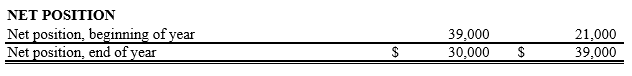 NET POSITION
Net position, beginning of year 39,000 21,000
Net position, end of year $ 30,000 $ 39,000